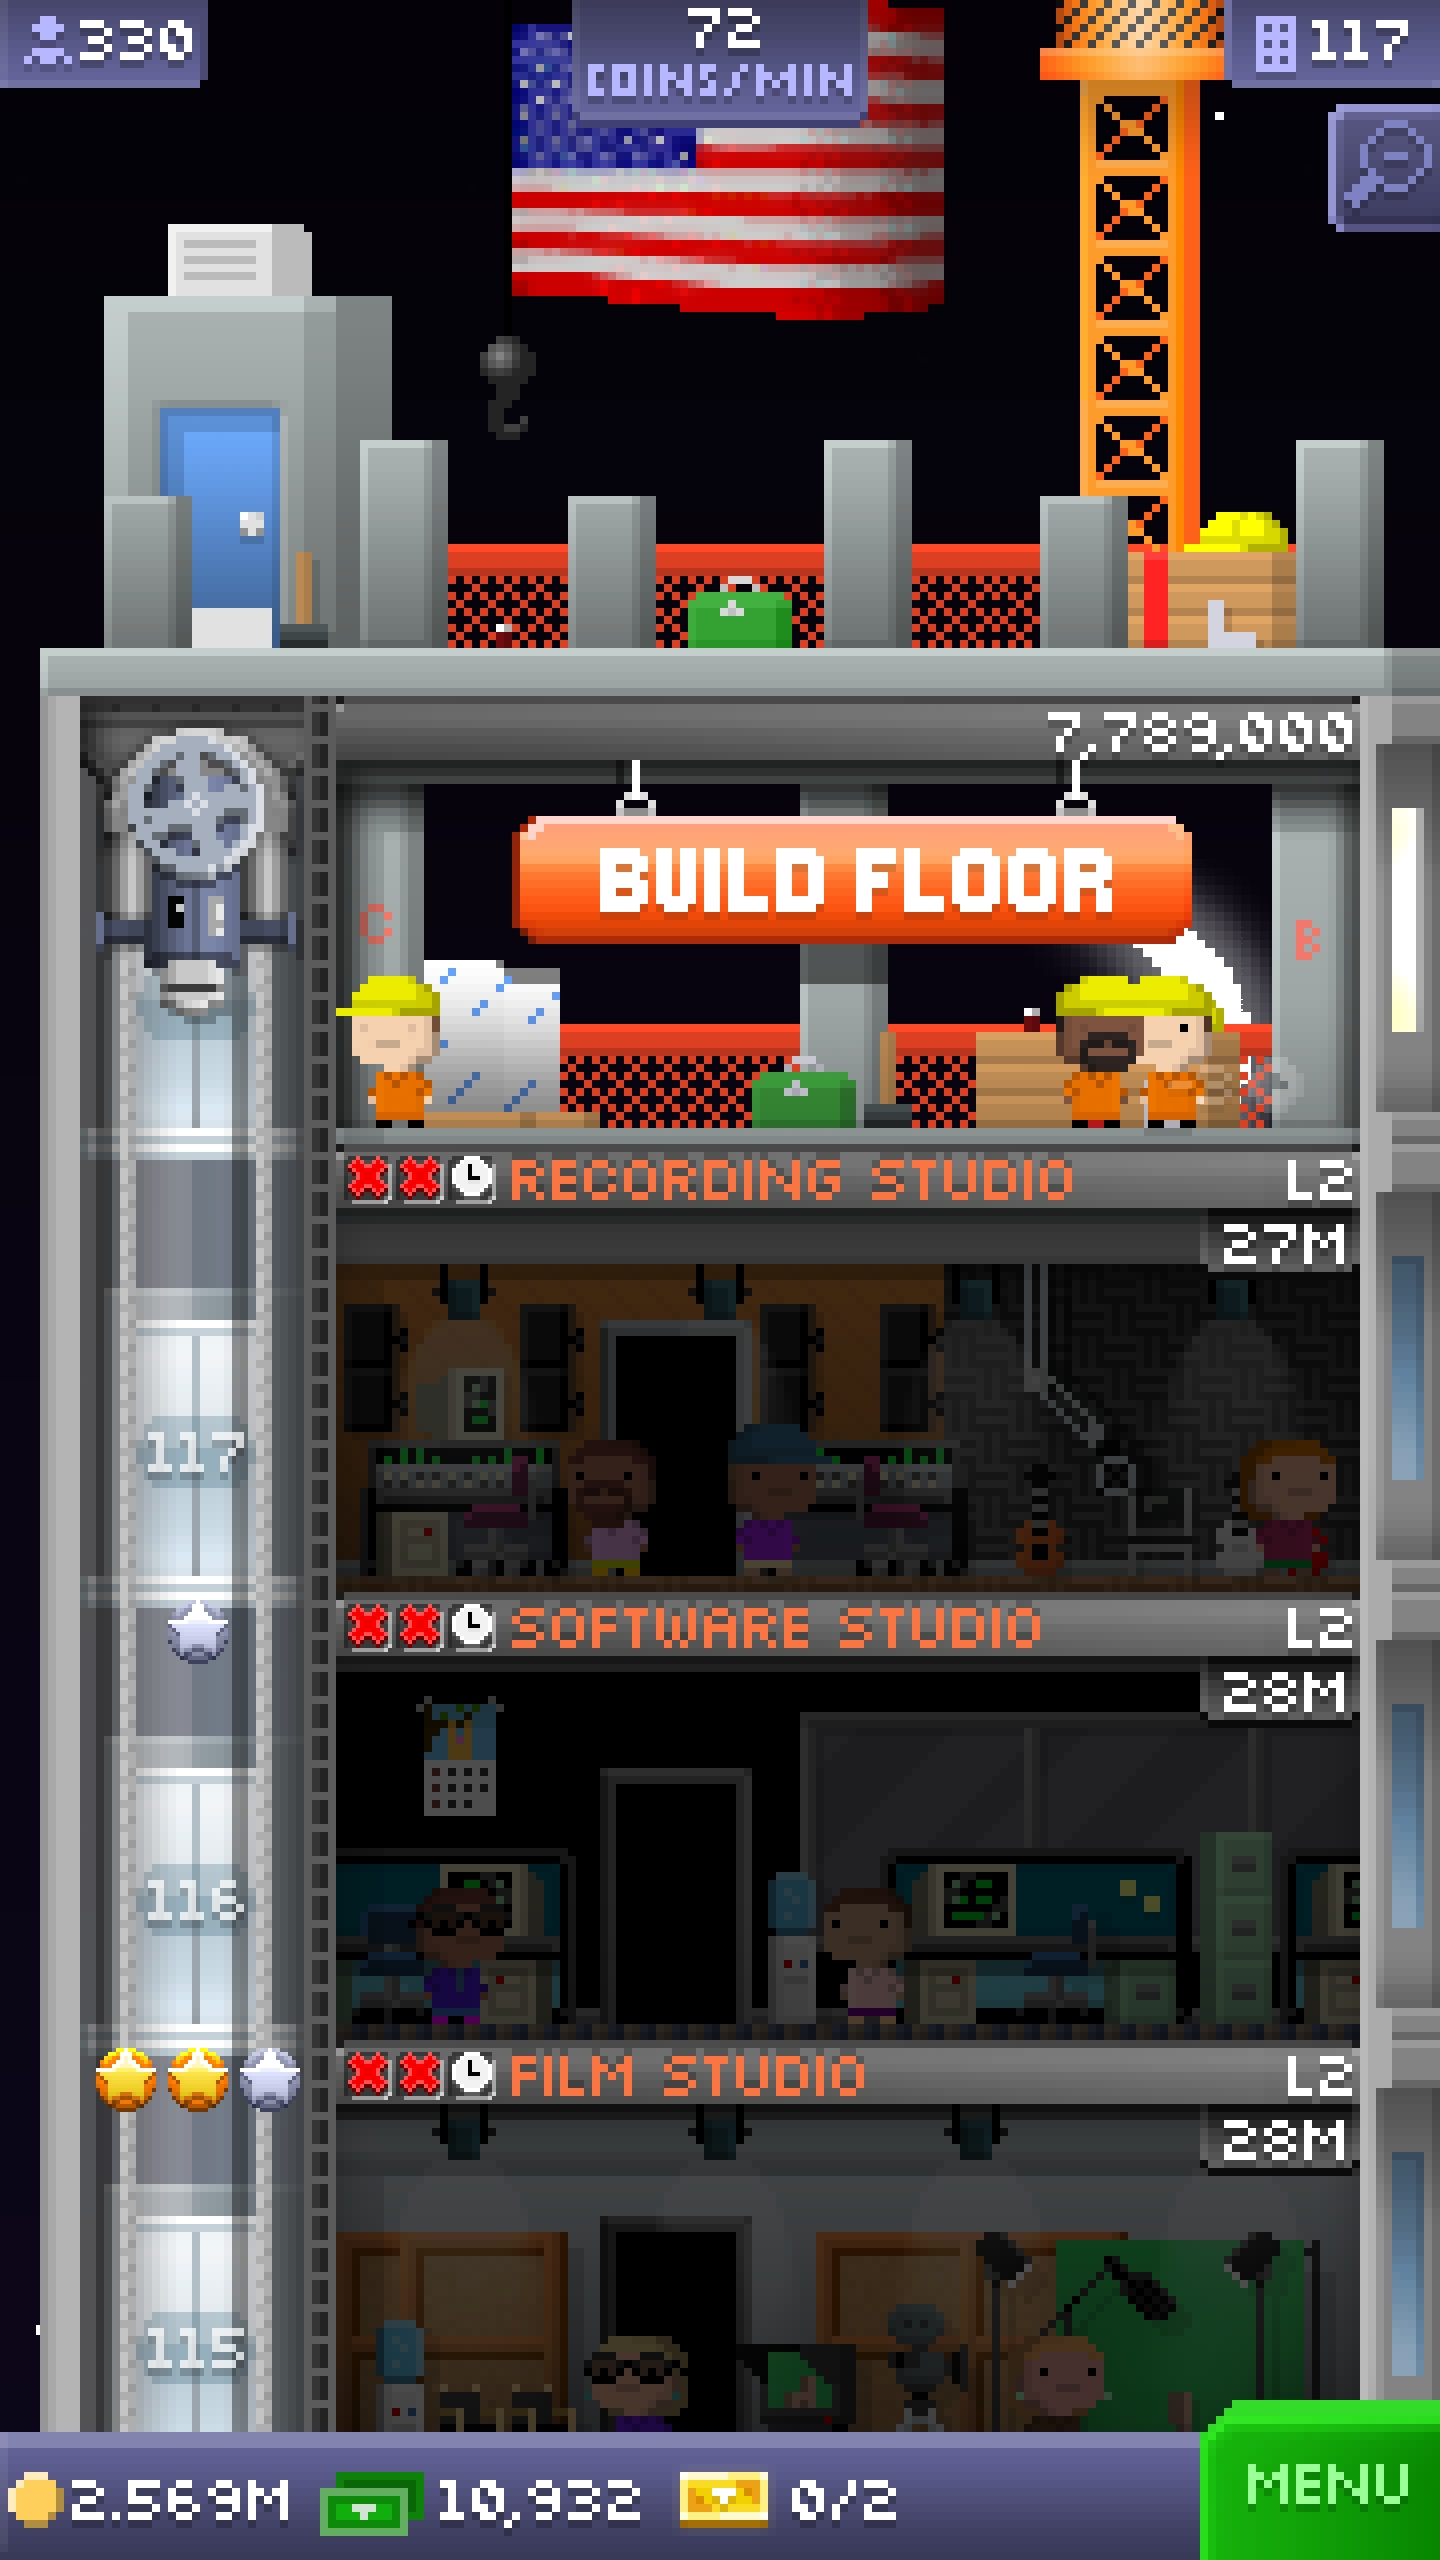 330
72
COINS/MIN
117
7,789,000
BUILD FLOOR
C
B
RECORDING STUDIO L2
27M
117
SOFTWARE STUDIO L2
28M
116
FILM STUDIO L2
28M
115
2.569M 10,932 0/2 MENU